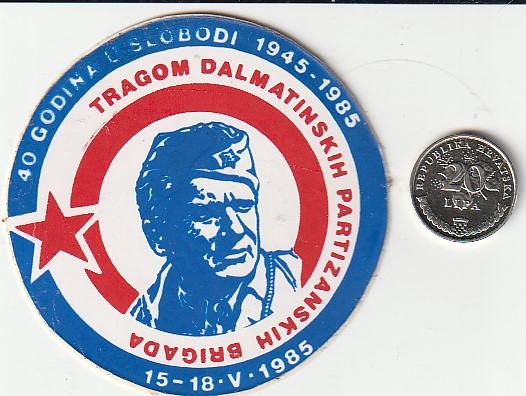 40 GODINA U SLOBODI 1945-1985
TRAGOM DALMATINSKIH PARTIZANSKIH BRIGADA
15-18·V·1985
REPUBLIKA HRVATSKA
20
LIPA